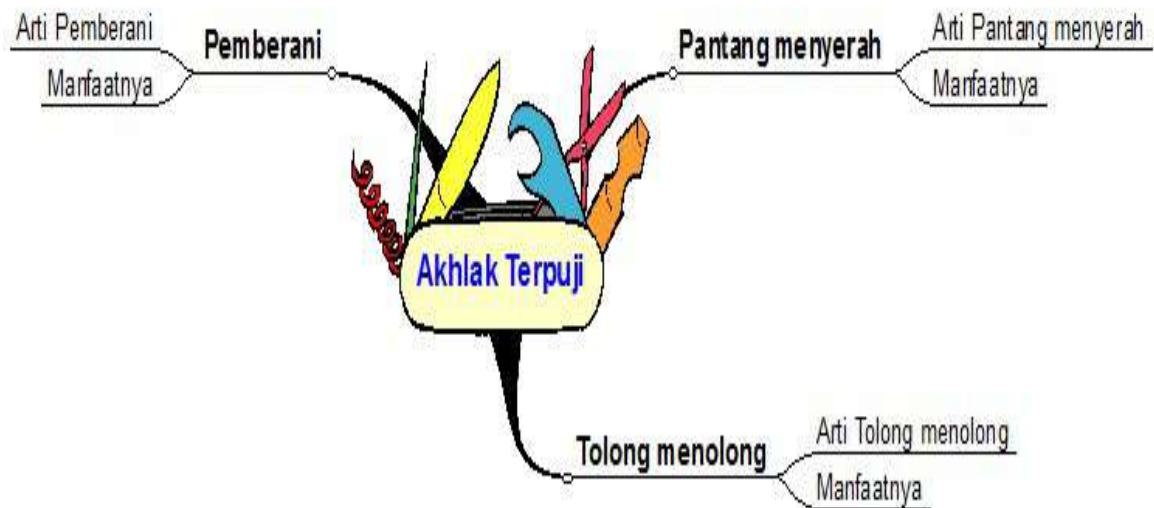 Arti Pemberani
Pemberani
Manfaatnya
Pantang menyerah
Arti Pantang menyerah
Manfaatnya
Akhlak Terpuji
Tolong menolong
Arti Tolong menolong
Manfaatnya